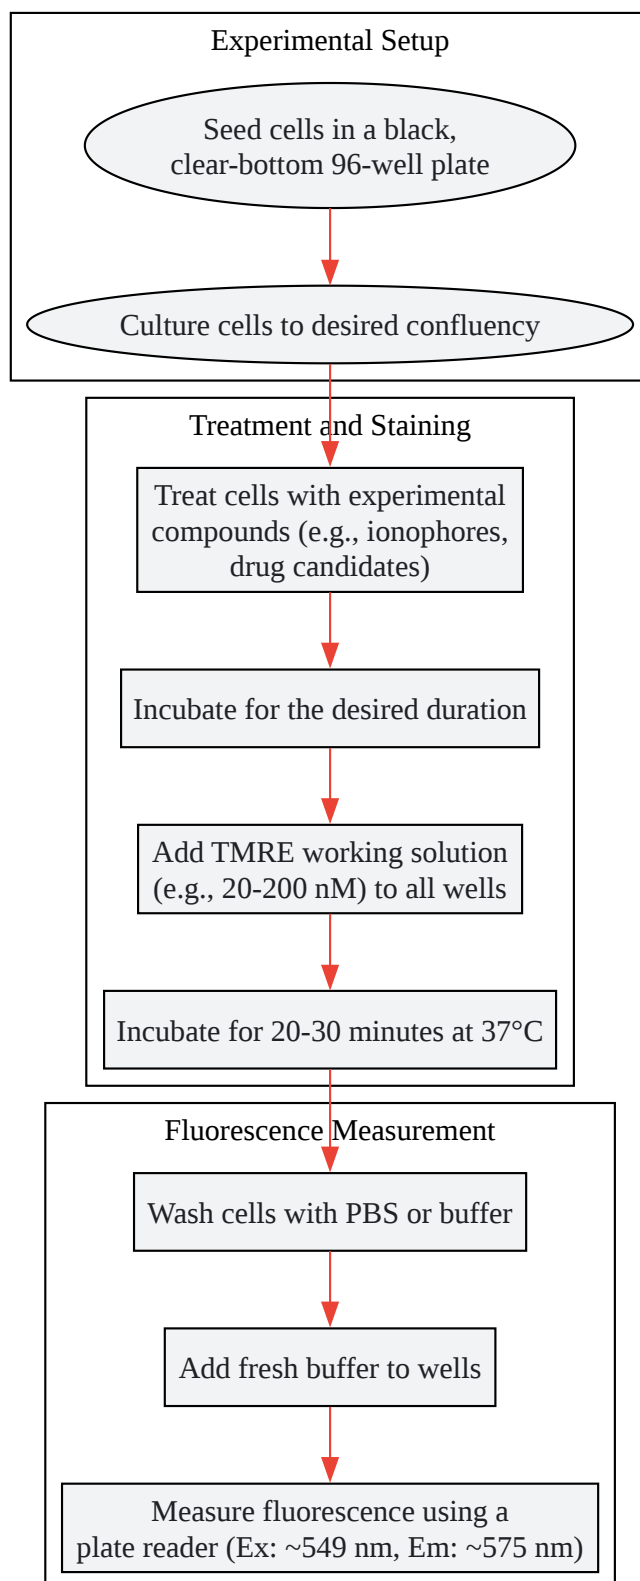 Experimental Setup
Seed cells in a black,
clear-bottom 96-well plate
Culture cells to desired confluency
Treatment and Staining
Treat cells with experimental
compounds (e.g., ionophores,
drug candidates)
Incubate for the desired duration
Add TMRE working solution
(e.g., 20-200 nM) to all wells
Incubate for 20-30 minutes at 37°C
Fluorescence Measurement
Wash cells with PBS or buffer
Add fresh buffer to wells
Measure fluorescence using a
plate reader (Ex: ~549 nm, Em: ~575 nm)